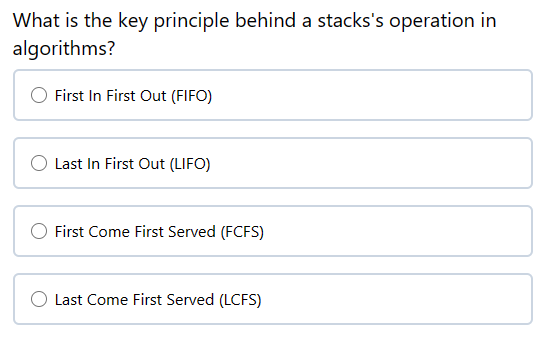 What is the key principle behind a stacks's operation in
algorithms?
First In First Out (FIFO)
Last In First Out (LIFO)
First Come First Served (FCFS)
Last Come First Served (LCFS)